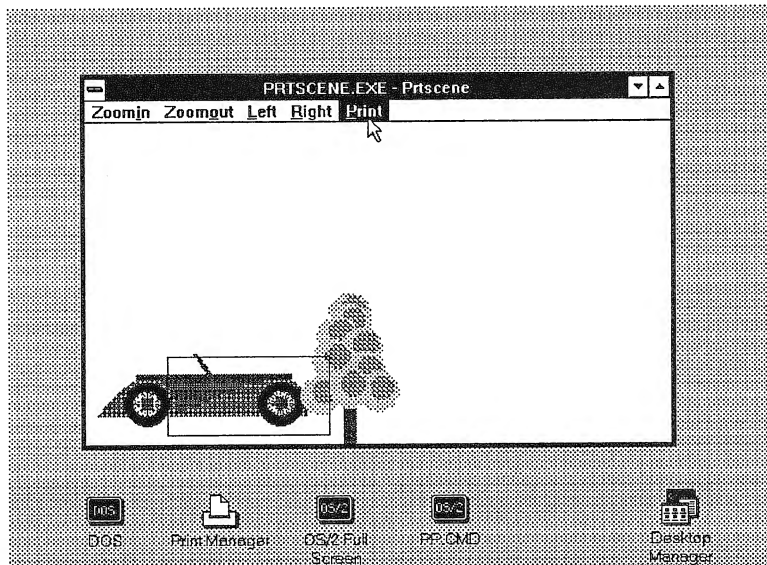 PRTSCENE.EXE - Prtscene
Zoomin Zoomout Left Right Print
DOS OS/2 OS/2
DOS Print Manager OS/2 Full Screen PP.CMD Desktop Manager